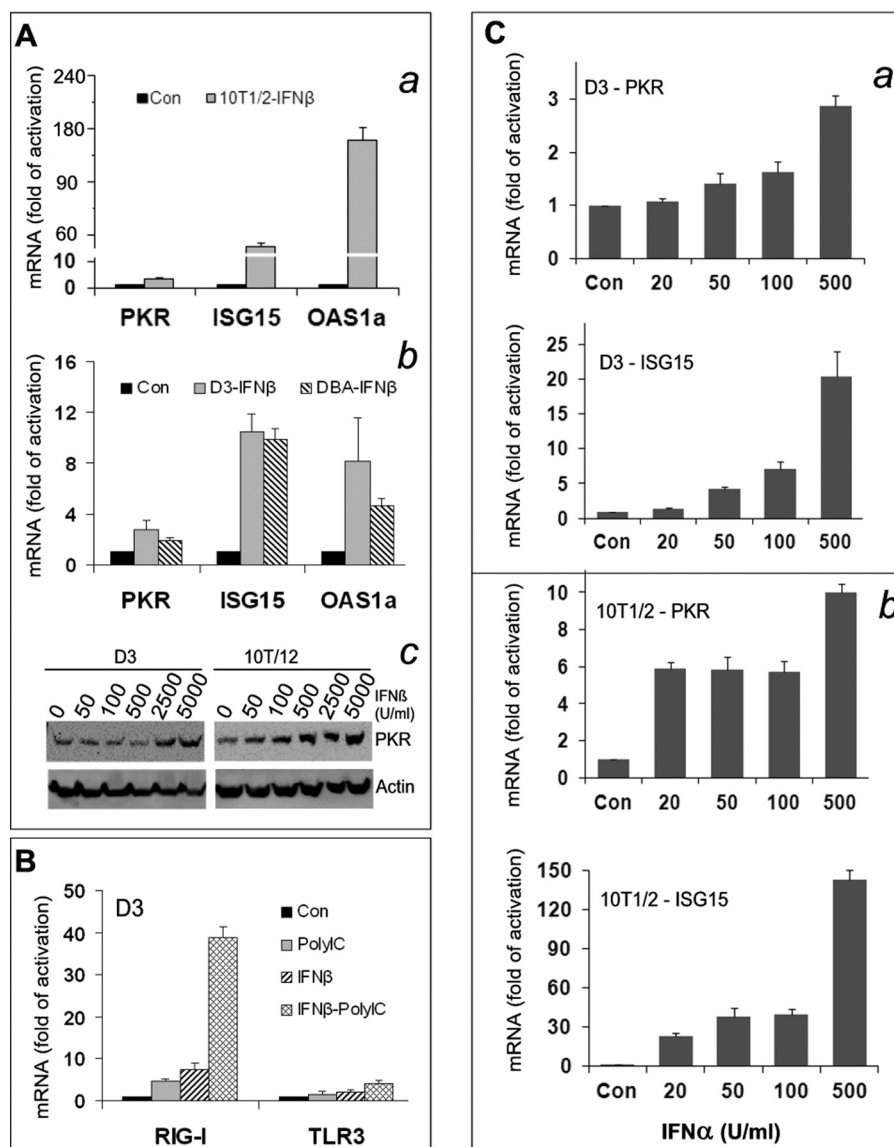 A
a
mRNA (fold of activation)
240
180
90
60
10
0
Con 10T1/2-IFNβ
PKR ISG15 OAS1a
b
mRNA (fold of activation)
16
12
8
4
0
Con D3-IFNβ DBA-IFNβ
PKR ISG15 OAS1a
c
D3 10T/12
0 50 100 500 2500 5000 0 50 100 500 2500 5000 IFNß
(U/ml)
PKR
Actin
B
D3
mRNA (fold of activation)
50
40
30
20
10
0
Con
PolyIC
IFNβ
IFNβ-PolyIC
RIG-I TLR3
C
a
D3 - PKR
mRNA (fold of activation)
3
2
1
0
Con 20 50 100 500
D3 - ISG15
mRNA (fold of activation)
25
20
15
10
5
0
Con 20 50 100 500
b
10T1/2 - PKR
mRNA (fold of activation)
10
8
6
4
2
0
Con 20 50 100 500
10T1/2 - ISG15
mRNA (fold of activation)
150
120
90
60
30
0
Con 20 50 100 500
IFNα (U/ml)